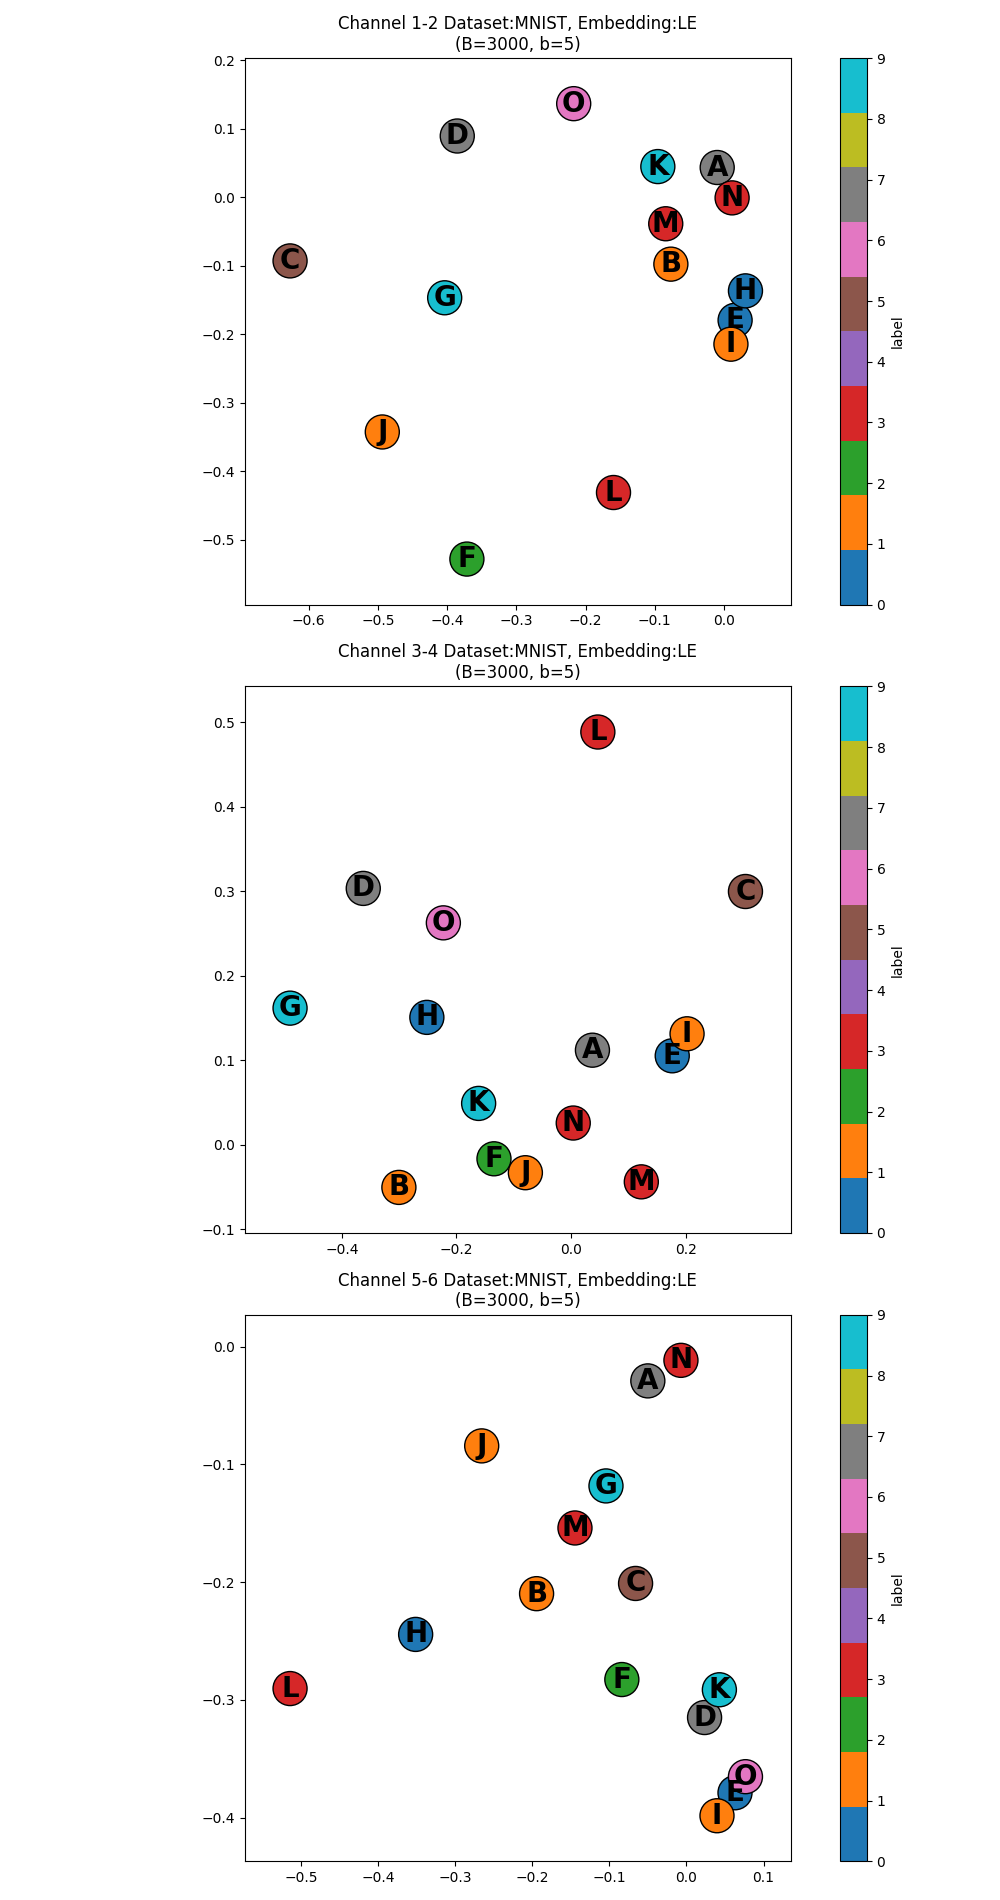 Channel 1-2 Dataset:MNIST, Embedding:LE
(B=3000, b=5)
0.2
0.1
0.0
−0.1
−0.2
−0.3
−0.4
−0.5
−0.6 −0.5 −0.4 −0.3 −0.2 −0.1 0.0
O
D
K
A
N
M
C
B
H
G
E
I
J
L
F
9
8
7
6
5
4
3
2
1
0
label
Channel 3-4 Dataset:MNIST, Embedding:LE
(B=3000, b=5)
0.5
0.4
0.3
0.2
0.1
0.0
−0.1
−0.4 −0.2 0.0 0.2
L
D
C
O
G
H
I
A
E
K
N
F
J
M
B
9
8
7
6
5
4
3
2
1
0
label
Channel 5-6 Dataset:MNIST, Embedding:LE
(B=3000, b=5)
0.0
−0.1
−0.2
−0.3
−0.4
−0.5 −0.4 −0.3 −0.2 −0.1 0.0 0.1
N
A
J
G
M
C
B
H
F
L
K
D
O
E
I
9
8
7
6
5
4
3
2
1
0
label